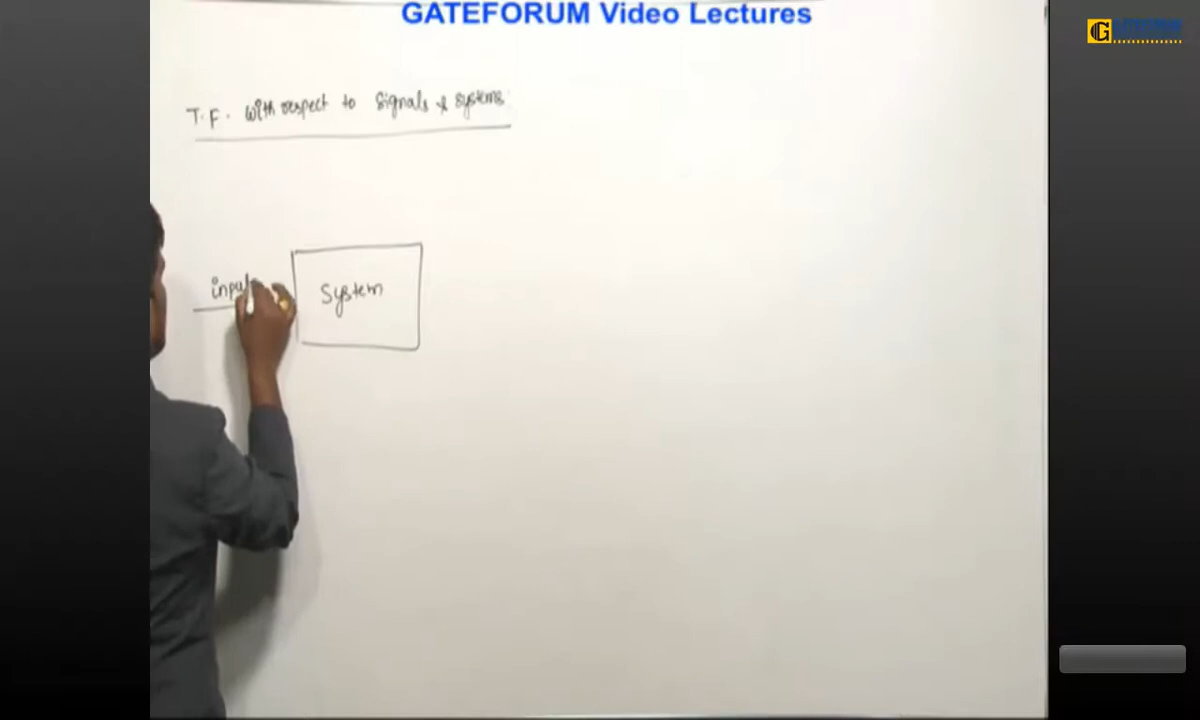 GATEFORUM Video Lectures
T.F. With respect to Signals & systems
input
System